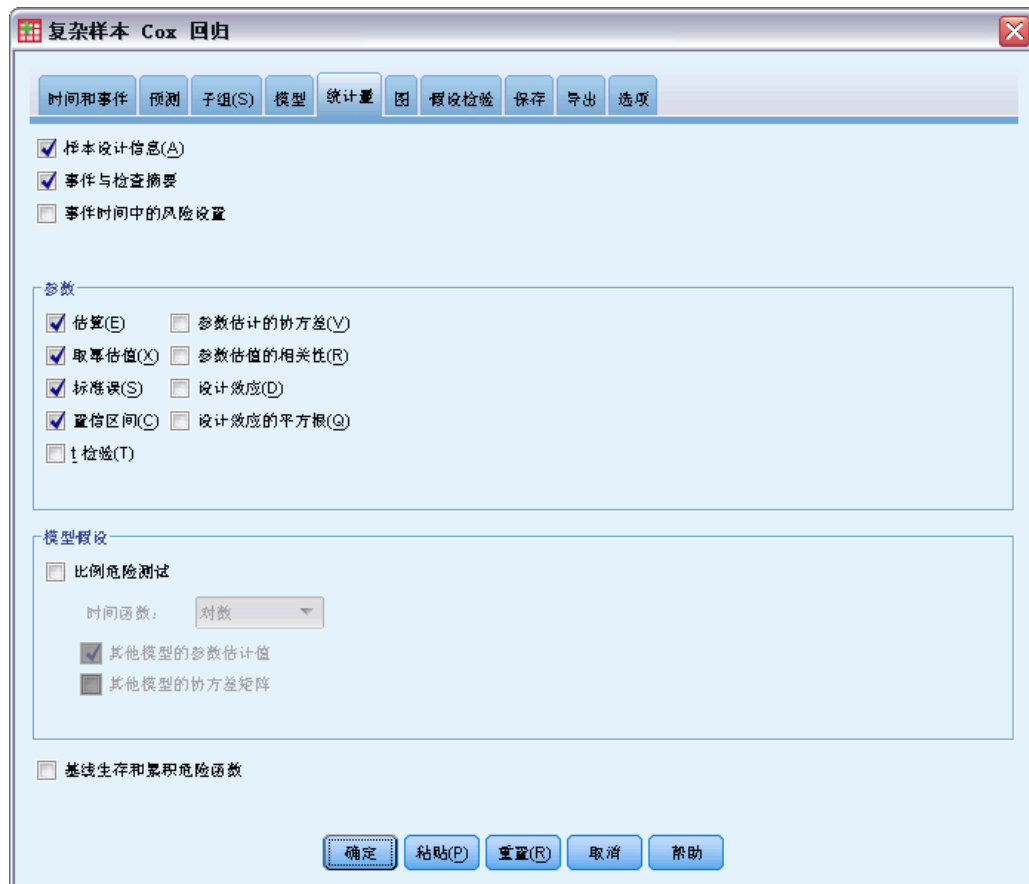 复杂样本 Cox 回归
时间和事件 预测 子组(S) 模型 统计量 图 假设检验 保存 导出 选项
样本设计信息(A)
事件与检查摘要
事件时间中的风险设置
参数
估算(E) 参数估计的协方差(V)
取幂估值(X) 参数估值的相关性(R)
标准误(S) 设计效应(D)
置信区间(C) 设计效应的平方根(Q)
t 检验(T)
模型假设
比例危险测试
时间函数: 对数
其他模型的参数估计值
其他模型的协方差矩阵
基线生存和累积危险函数
确定 粘贴(P) 重置(R) 取消 帮助